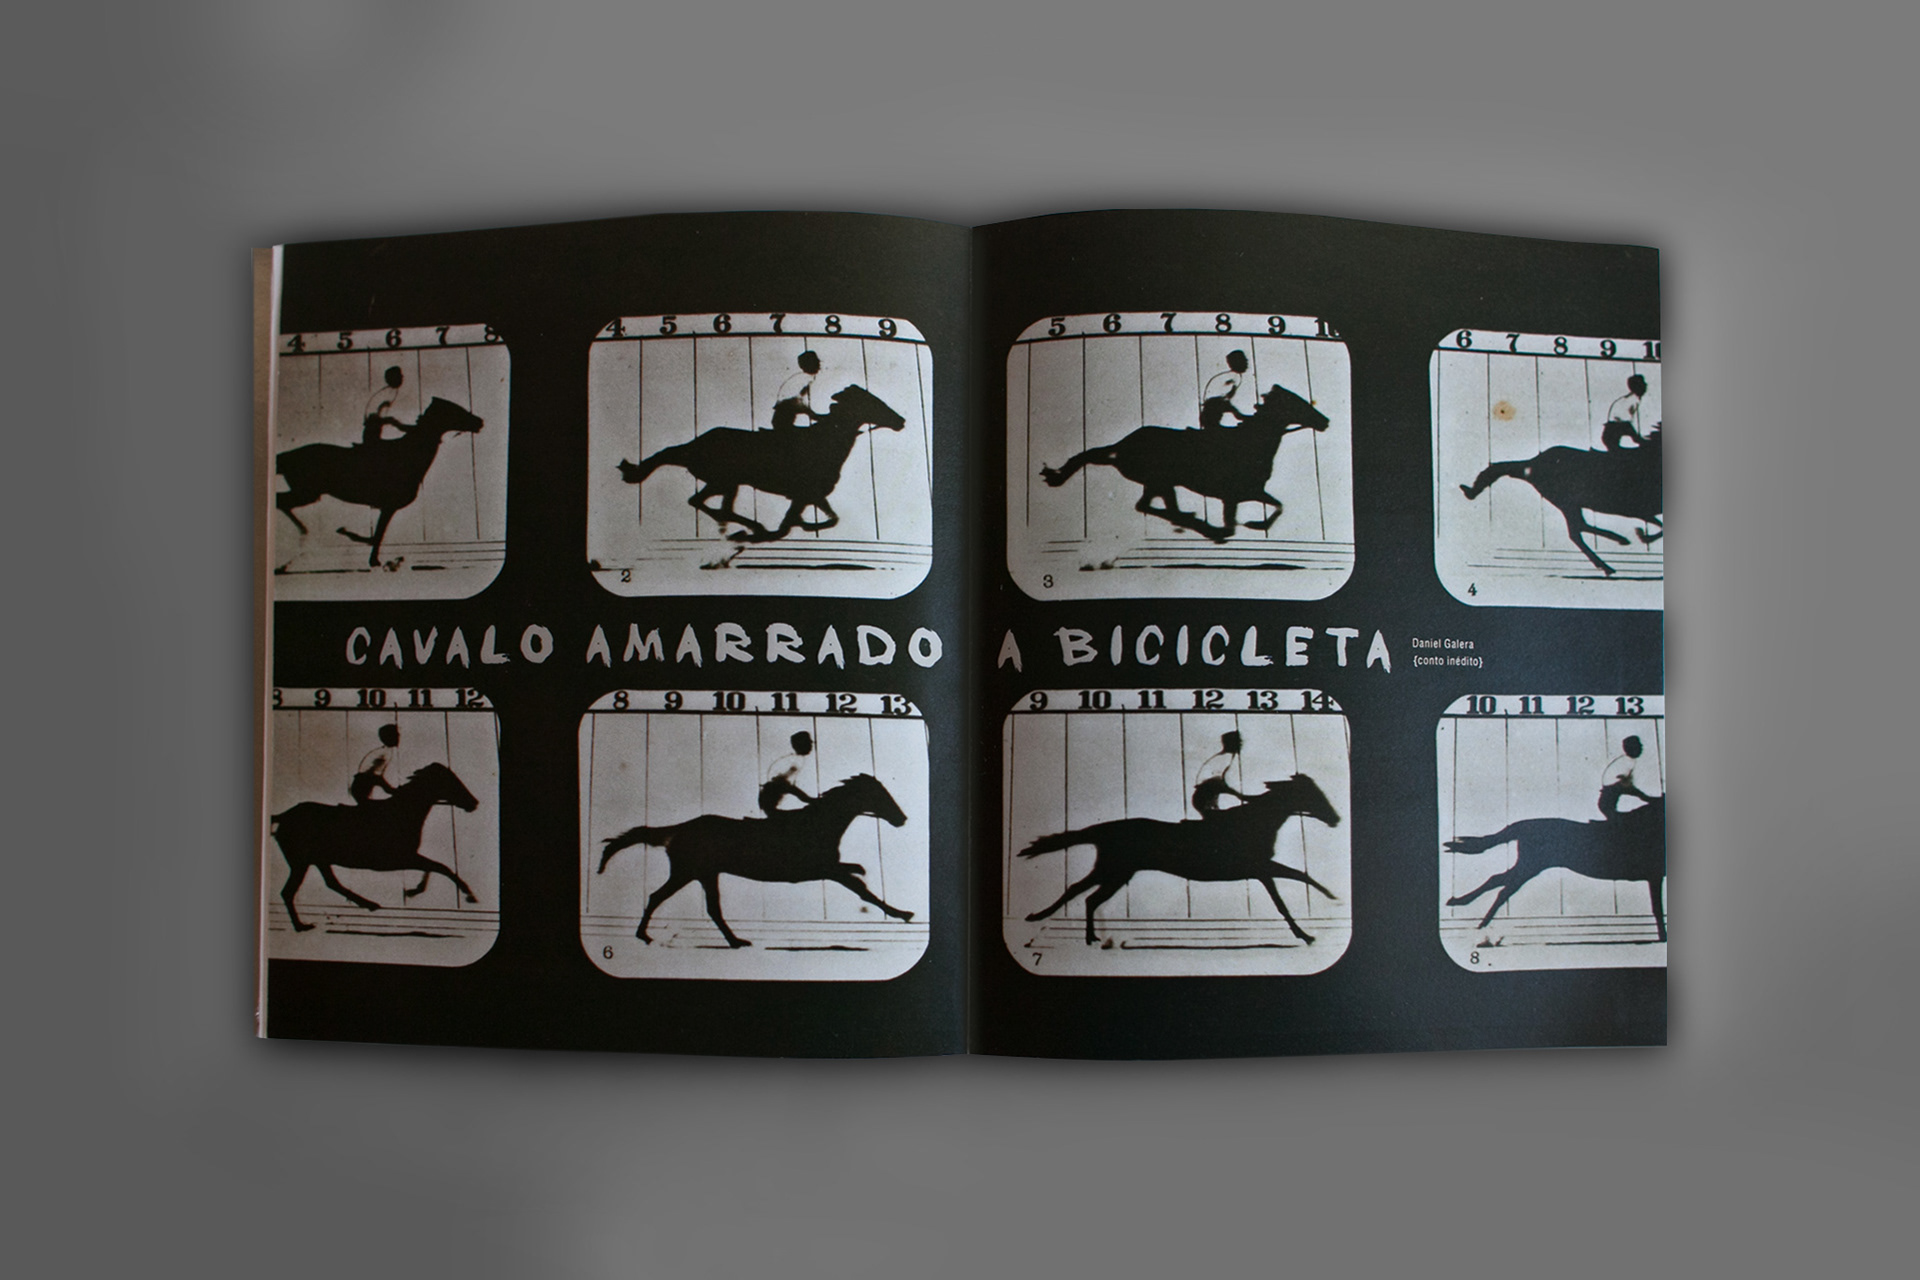 4 5 6 7 8
4 5 6 7 8 9
5 6 7 8 9 10
6 7 8 9 10
2
3
4
CAVALO AMARRADO A BICICLETA
Daniel Galera
{conto inédito}
8 9 10 11 12
8 9 10 11 12 13
9 10 11 12 13 14
10 11 12 13
6
7
8